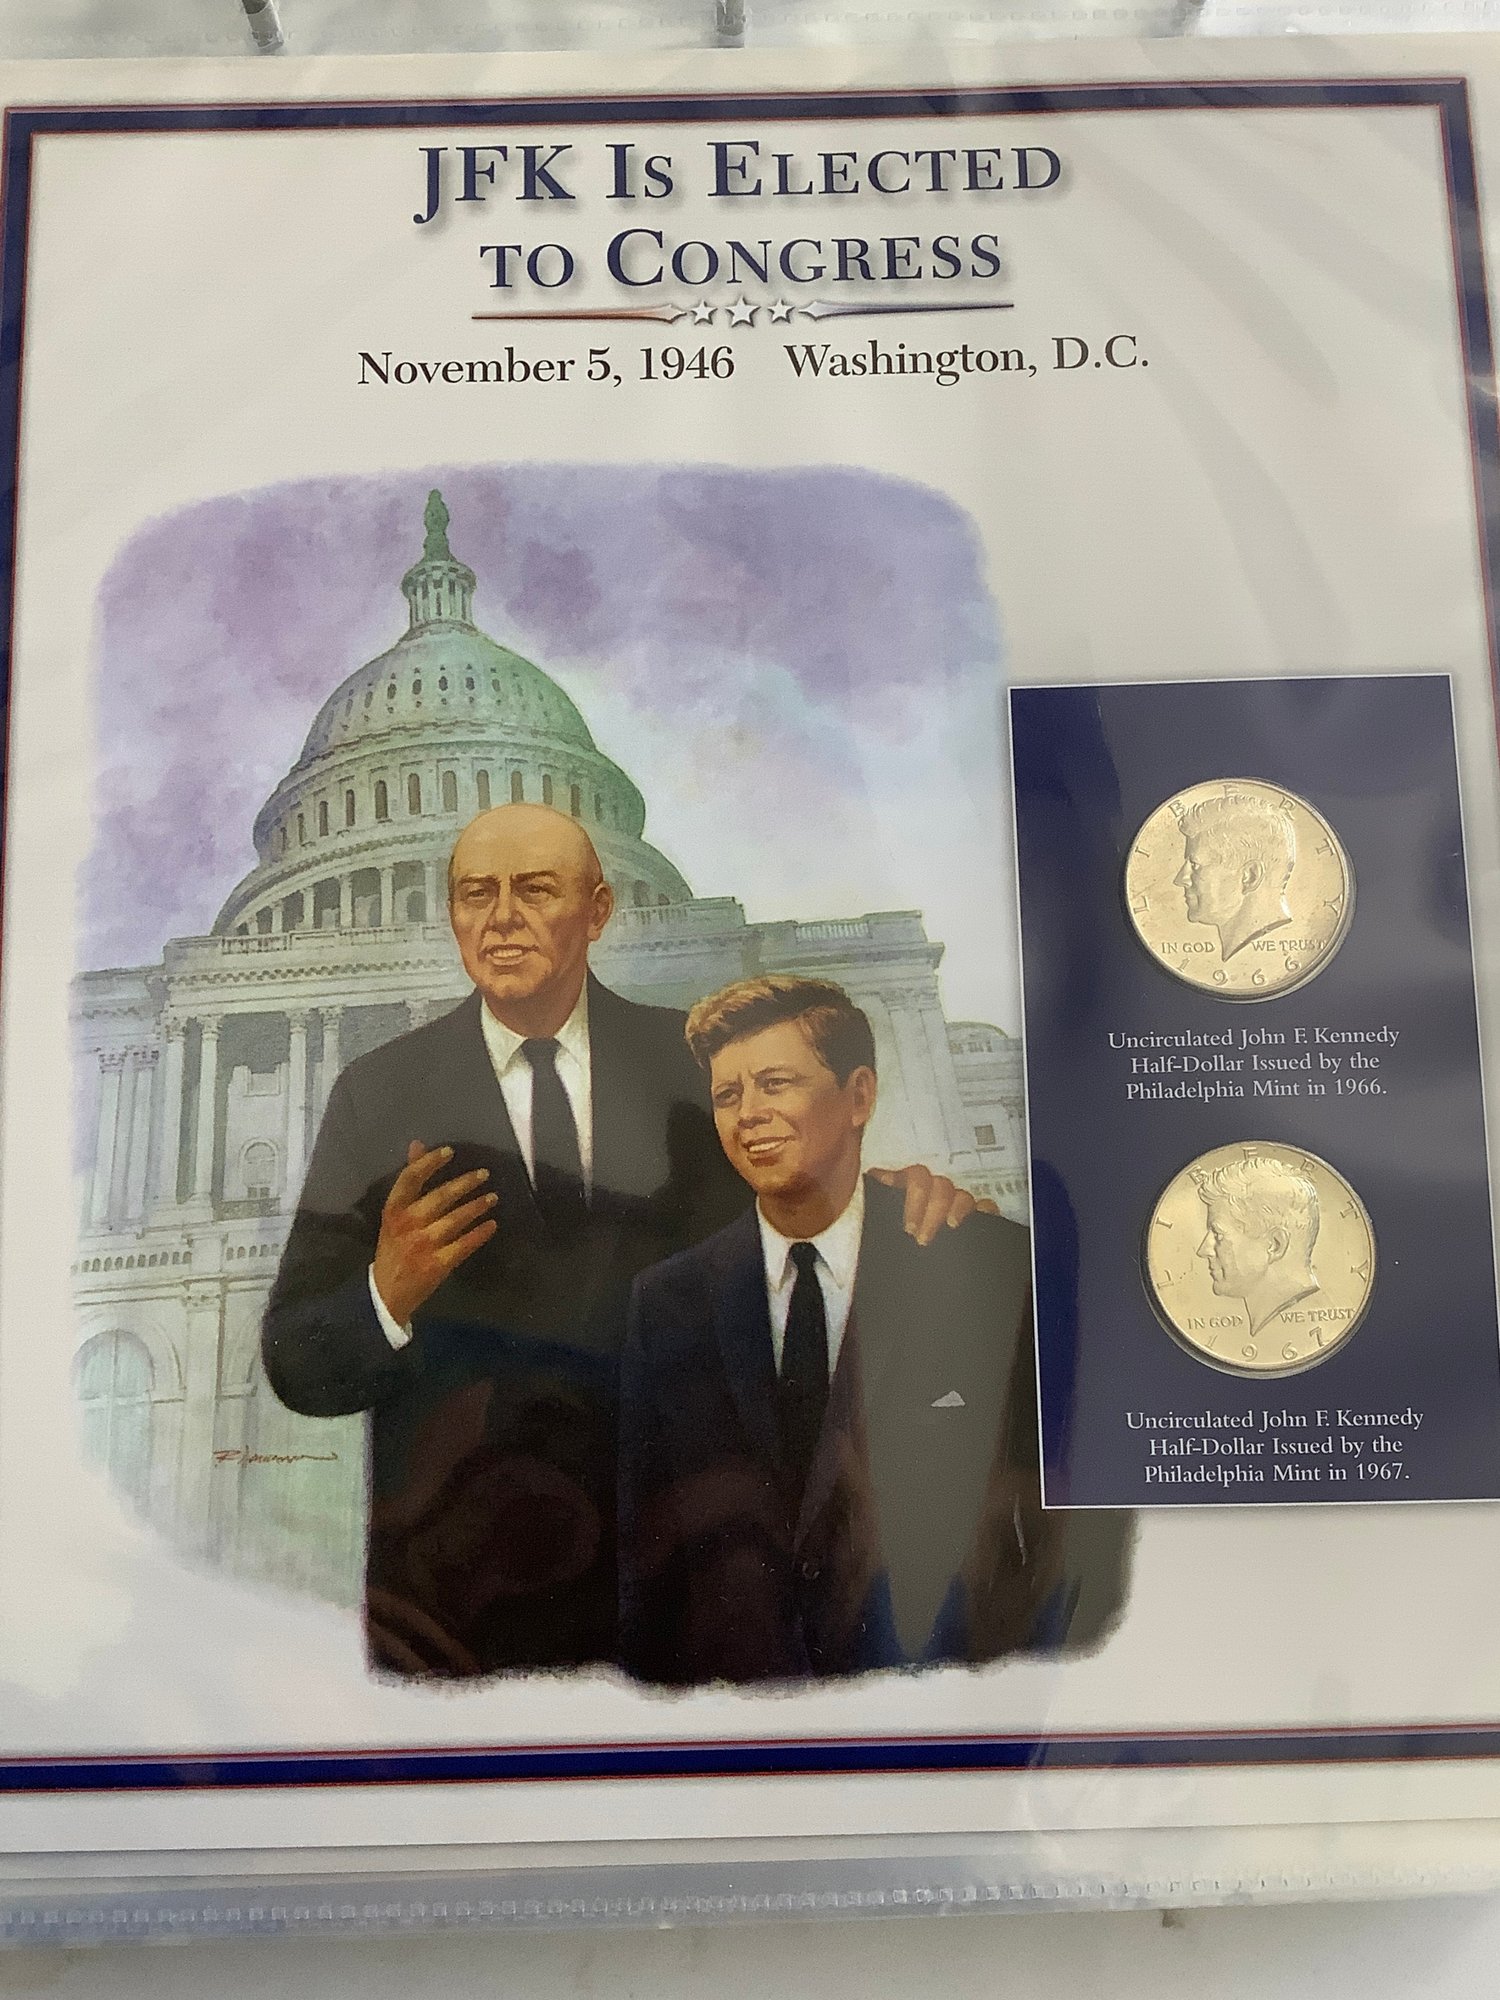 JFK IS ELECTED
TO CONGRESS
November 5, 1946 Washington, D.C.
LIBERTY
IN GOD WE TRUST
1966
Uncirculated John F. Kennedy
Half-Dollar Issued by the
Philadelphia Mint in 1966.
LIBERTY
IN GOD WE TRUST
1967
Uncirculated John F. Kennedy
Half-Dollar Issued by the
Philadelphia Mint in 1967.